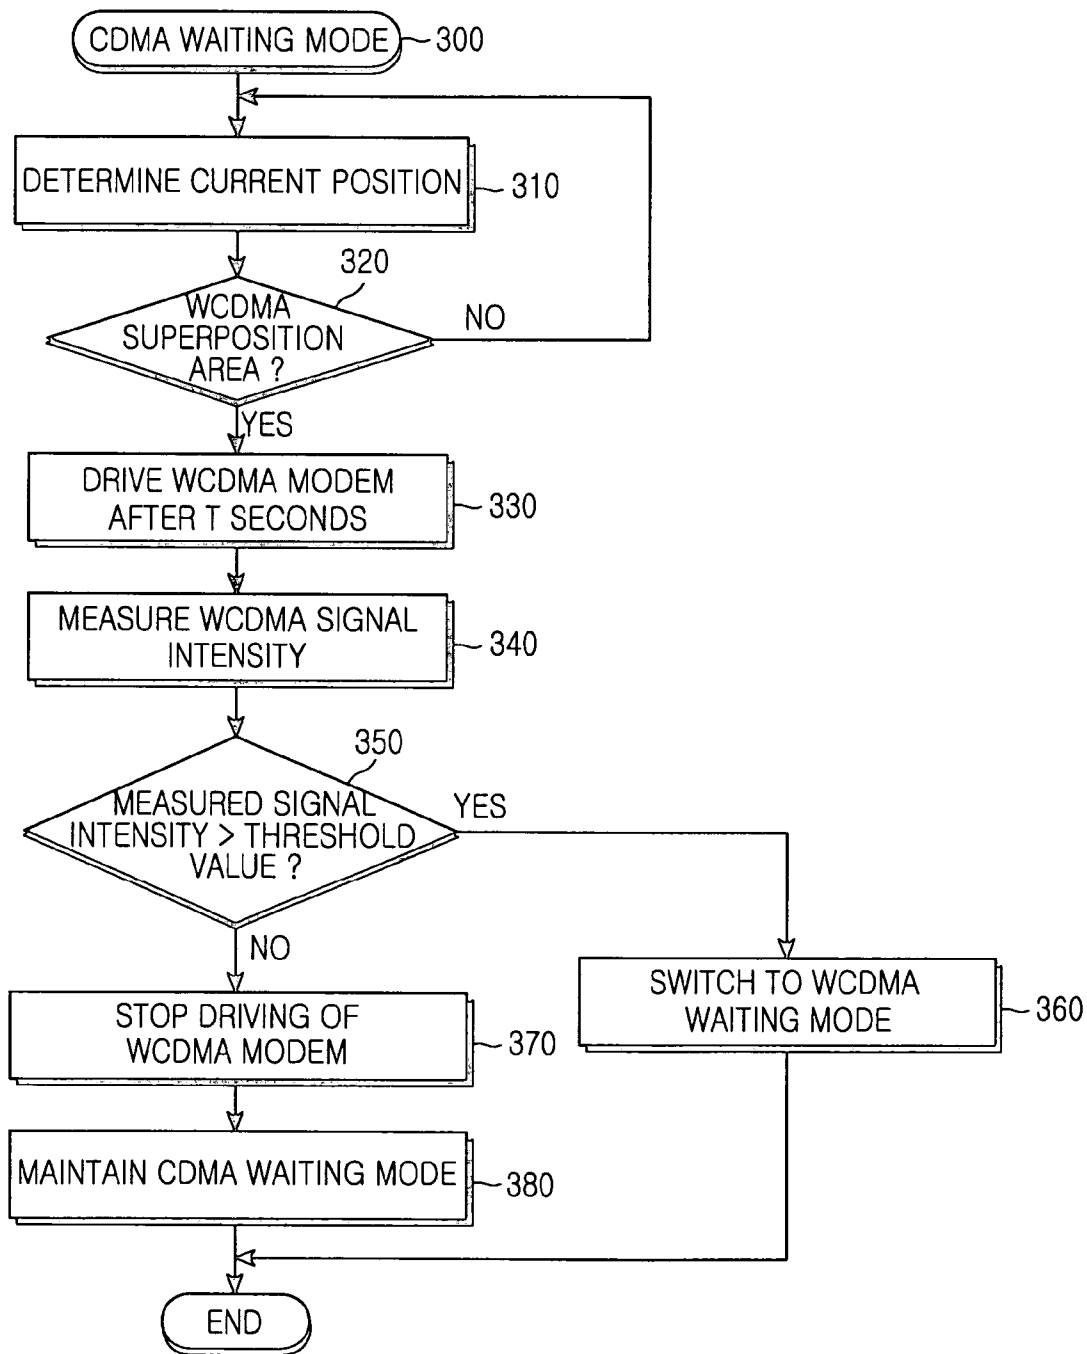 CDMA WAITING MODE
300
DETERMINE CURRENT POSITION
310
320
WCDMA
SUPERPOSITION
AREA ?
NO
YES
DRIVE WCDMA MODEM
AFTER T SECONDS
330
MEASURE WCDMA SIGNAL
INTENSITY
340
350
MEASURED SIGNAL
INTENSITY > THRESHOLD
VALUE ?
YES
NO
SWITCH TO WCDMA
WAITING MODE
360
STOP DRIVING OF
WCDMA MODEM
370
MAINTAIN CDMA WAITING MODE
380
END